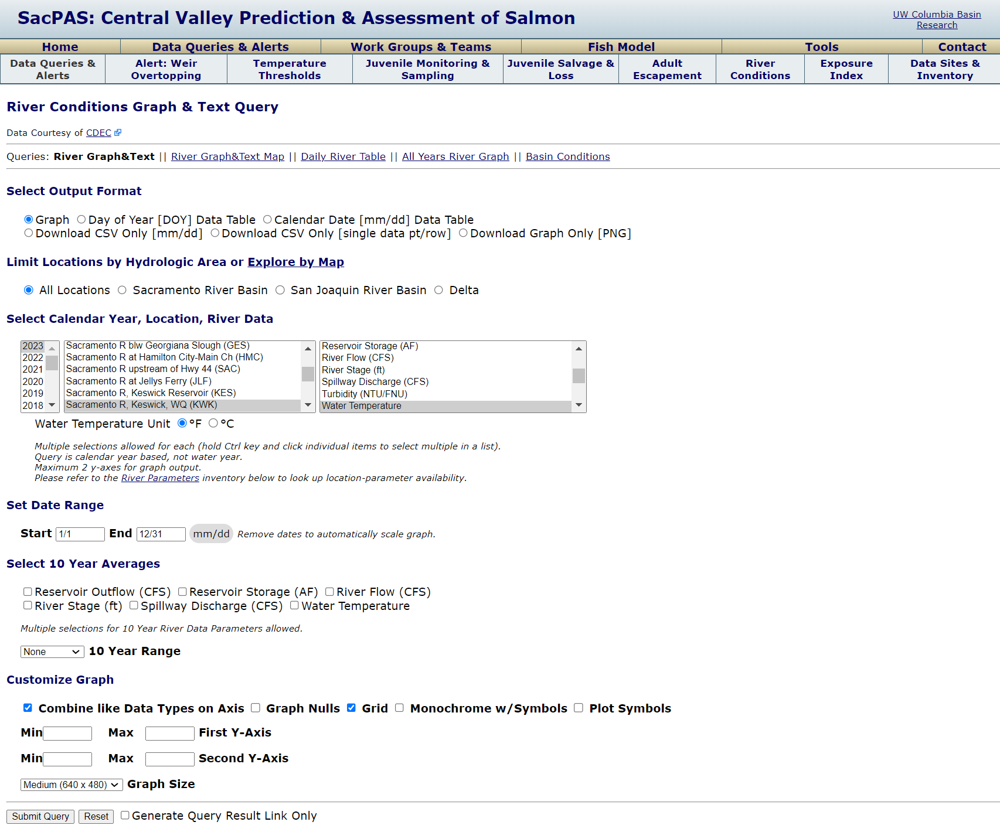 SacPAS: Central Valley Prediction & Assessment of Salmon
UW Columbia Basin
Research
Home Data Queries & Alerts Work Groups & Teams Fish Model Tools Contact
Data Queries & Alerts Alert: Weir Overtopping Temperature Thresholds Juvenile Monitoring & Sampling Juvenile Salvage & Loss Adult Escapement River Conditions Exposure Index Data Sites & Inventory
River Conditions Graph & Text Query
Data Courtesy of CDEC
Queries: River Graph&Text || River Graph&Text Map || Daily River Table || All Years River Graph || Basin Conditions
Select Output Format
Graph Day of Year [DOY] Data Table Calendar Date [mm/dd] Data Table
Download CSV Only [mm/dd] Download CSV Only [single data pt/row] Download Graph Only [PNG]
Limit Locations by Hydrologic Area or Explore by Map
All Locations Sacramento River Basin San Joaquin River Basin Delta
Select Calendar Year, Location, River Data
2023 Sacramento R blw Georgiana Slough (GES) Reservoir Storage (AF)
2022 Sacramento R at Hamilton City-Main Ch (HMC) River Flow (CFS)
2021 Sacramento R upstream of Hwy 44 (SAC) River Stage (ft)
2020 Sacramento R at Jellys Ferry (JLF) Spillway Discharge (CFS)
2019 Sacramento R, Keswick Reservoir (KES) Turbidity (NTU/FNU)
2018 Sacramento R, Keswick, WQ (KWK) Water Temperature
Water Temperature Unit °F °C
Multiple selections allowed for each (hold Ctrl key and click individual items to select multiple in a list).
Query is calendar year based, not water year.
Maximum 2 y-axes for graph output.
Please refer to the River Parameters inventory below to look up location-parameter availability.
Set Date Range
Start 1/1 End 12/31 mm/dd Remove dates to automatically scale graph.
Select 10 Year Averages
Reservoir Outflow (CFS) Reservoir Storage (AF) River Flow (CFS)
River Stage (ft) Spillway Discharge (CFS) Water Temperature
Multiple selections for 10 Year River Data Parameters allowed.
None 10 Year Range
Customize Graph
Combine like Data Types on Axis Graph Nulls Grid Monochrome w/Symbols Plot Symbols
Min Max First Y-Axis
Min Max Second Y-Axis
Medium (640 x 480) Graph Size
Submit Query Reset Generate Query Result Link Only